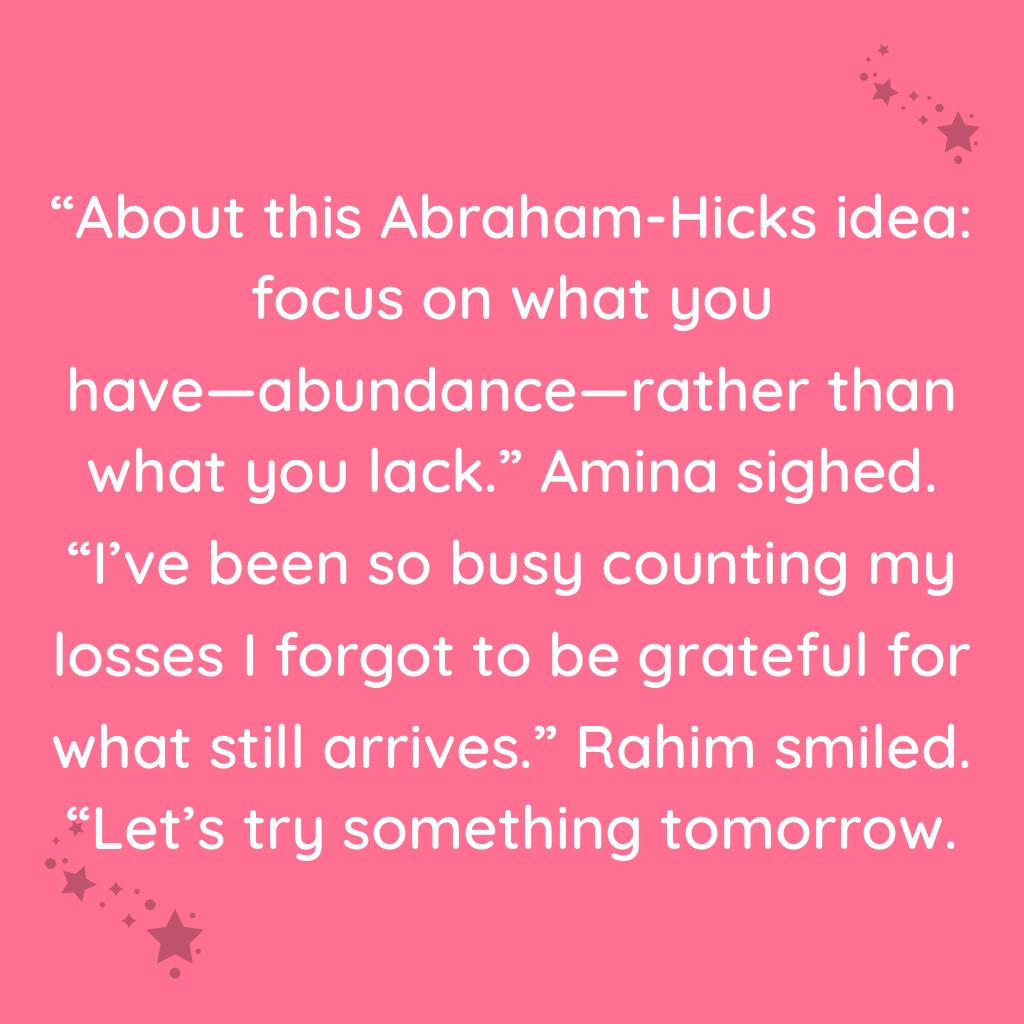 “About this Abraham-Hicks idea:
focus on what you
have—abundance—rather than
what you lack.” Amina sighed.
“I’ve been so busy counting my
losses I forgot to be grateful for
what still arrives.” Rahim smiled.
“Let’s try something tomorrow.